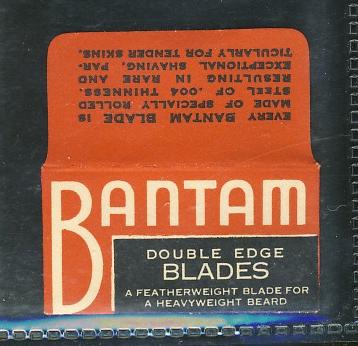 EVERY BANTAM BLADE IS
MADE OF SPECIALLY ROLLED
STEEL OF .004 THINNESS.
RESULTING IN RARE AND
EXCEPTIONAL SHAVING, PAR-
TICULARLY FOR TENDER SKINS.
BANTAM
DOUBLE EDGE
BLADES
A FEATHERWEIGHT BLADE FOR
A HEAVYWEIGHT BEARD